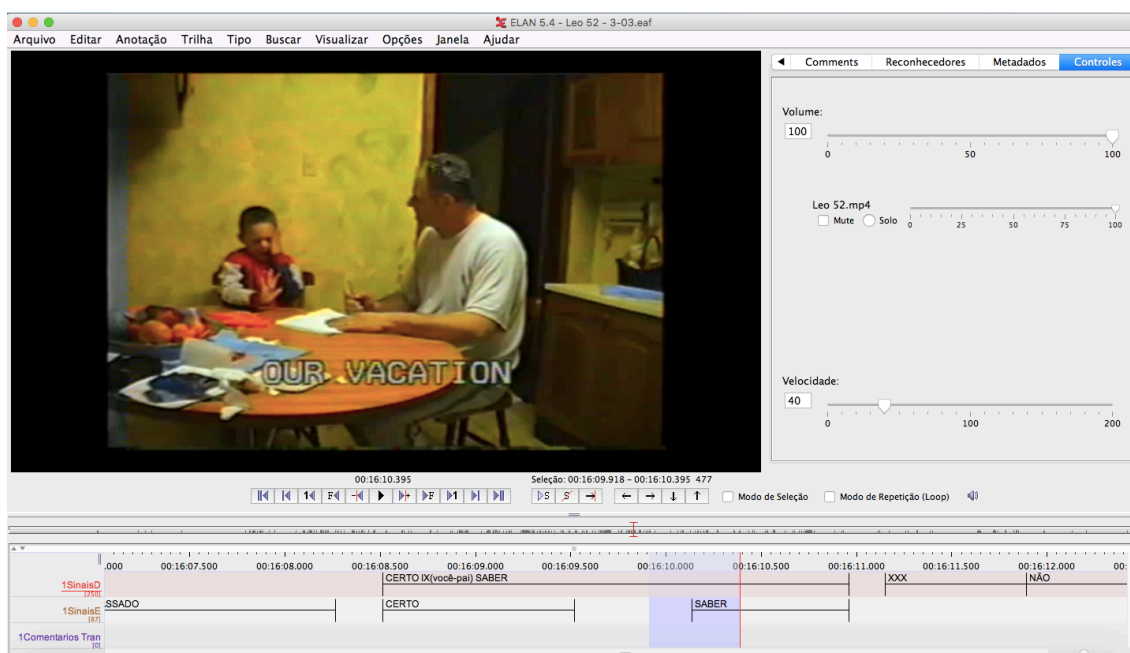 ELAN 5.4 - Leo 52 - 3-03.eaf
Arquivo Editar Anotação Trilha Tipo Buscar Visualizar Opções Janela Ajudar
Comments Reconhecedores Metadados Controles
Volume:
100
0 50 100
Leo 52.mp4
Mute Solo 0 25 50 75 100
OUR VACATION
Velocidade:
40
0 100 200
00:16:10.395 Seleção: 00:16:09.918 – 00:16:10.395 477
1 F + F 1 S S Modo de Seleção Modo de Repetição (Loop)
.000 00:16:07.500 00:16:08.000 00:16:08.500 00:16:09.000 00:16:09.500 00:16:10.000 00:16:10.500 00:16:11.000 00:16:11.500 00:16:12.000 00:
1SinaisD CERTO IX(você-pai) SABER XXX NÃO
[250]
1SinaisE SSADO CERTO SABER
[87]
1Comentarios Tran
[0]